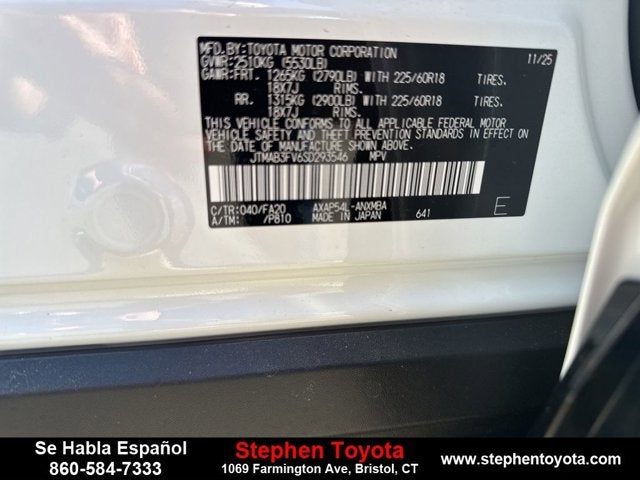 MFD.BY:TOYOTA MOTOR CORPORATION 11/25
GVWR:2510KG (5530LB)
GAWR:FRT. 1265KG (2790LB) WITH 225/60R18 TIRES.
18X7J RIMS.
RR. 1315KG (2900LB) WITH 225/60R18 TIRES.
18X7J RIMS.
THIS VEHICLE CONFORMS TO ALL APPLICABLE FEDERAL MOTOR
VEHICLE SAFETY AND THEFT PREVENTION STANDARDS IN EFFECT
ON THE DATE OF MANUFACTURE SHOWN ABOVE.
JTMAB3FV6SD293546 MPV
C/TR:040/FA20 AXAP54L-ANXMBA
A/TM: /P810 MADE IN JAPAN 641 E
Se Habla Español
860-584-7333
Stephen Toyota
1069 Farmington Ave, Bristol, CT
www.stephentoyota.com